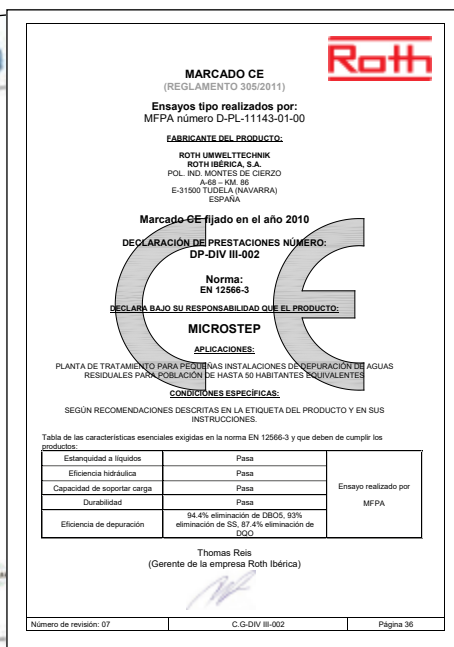 Roth
MARCADO CE
(REGLAMENTO 305/2011)
Ensayos tipo realizados por:
MFPA número D-PL-11143-01-00
FABRICANTE DEL PRODUCTO:
ROTH UMWELTTECHNIK
ROTH IBÉRICA, S.A.
POL. IND. MONTES DE CIERZO
A-68 – KM. 86
E-31500 TUDELA (NAVARRA)
ESPAÑA
Marcado CE fijado en el año 2010
DECLARACIÓN DE PRESTACIONES NÚMERO:
DP-DIV III-002
Norma:
EN 12566-3
DECLARA BAJO SU RESPONSABILIDAD QUE EL PRODUCTO:
MICROSTEP
APLICACIONES:
PLANTA DE TRATAMIENTO PARA PEQUEÑAS INSTALACIONES DE DEPURACIÓN DE AGUAS
RESIDUALES PARA POBLACIÓN DE HASTA 50 HABITANTES EQUIVALENTES
CONDICIONES ESPECÍFICAS:
SEGÚN RECOMENDACIONES DESCRITAS EN LA ETIQUETA DEL PRODUCTO Y EN SUS
INSTRUCCIONES.
Tabla de las características esenciales exigidas en la norma EN 12566-3 y que deben de cumplir los
productos:
Estanquidad a líquidos Pasa
Eficiencia hidráulica Pasa
Capacidad de soportar carga Pasa
Durabilidad Pasa
Eficiencia de depuración 94.4% eliminación de DBO5, 93%
eliminación de SS, 87.4% eliminación de
DQO
Ensayo realizado por
MFPA
Thomas Reis
(Gerente de la empresa Roth Ibérica)
Número de revisión: 07 C.G-DIV III-002 Página 36